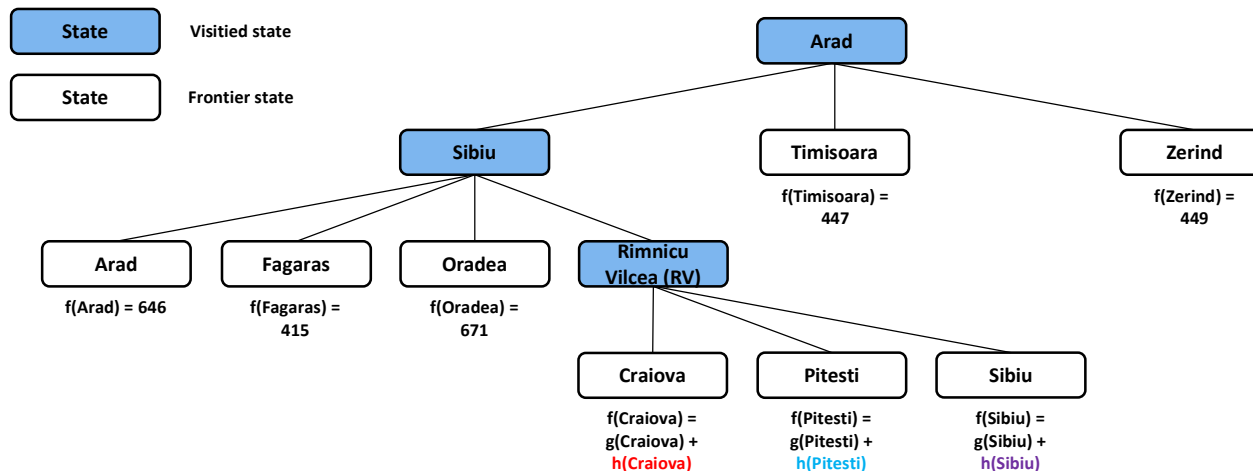 State
Visitied state
State
Frontier state
Arad
Sibiu
Timisoara
Zerind
f(Timisoara) =
447
f(Zerind) =
449
Arad
Fagaras
Oradea
Rimnicu
Vilcea (RV)
f(Arad) = 646
f(Fagaras) =
415
f(Oradea) =
671
Craiova
Pitesti
Sibiu
f(Craiova) =
g(Craiova) +
h(Craiova)
f(Pitesti) =
g(Pitesti) +
h(Pitesti)
f(Sibiu) =
g(Sibiu) +
h(Sibiu)